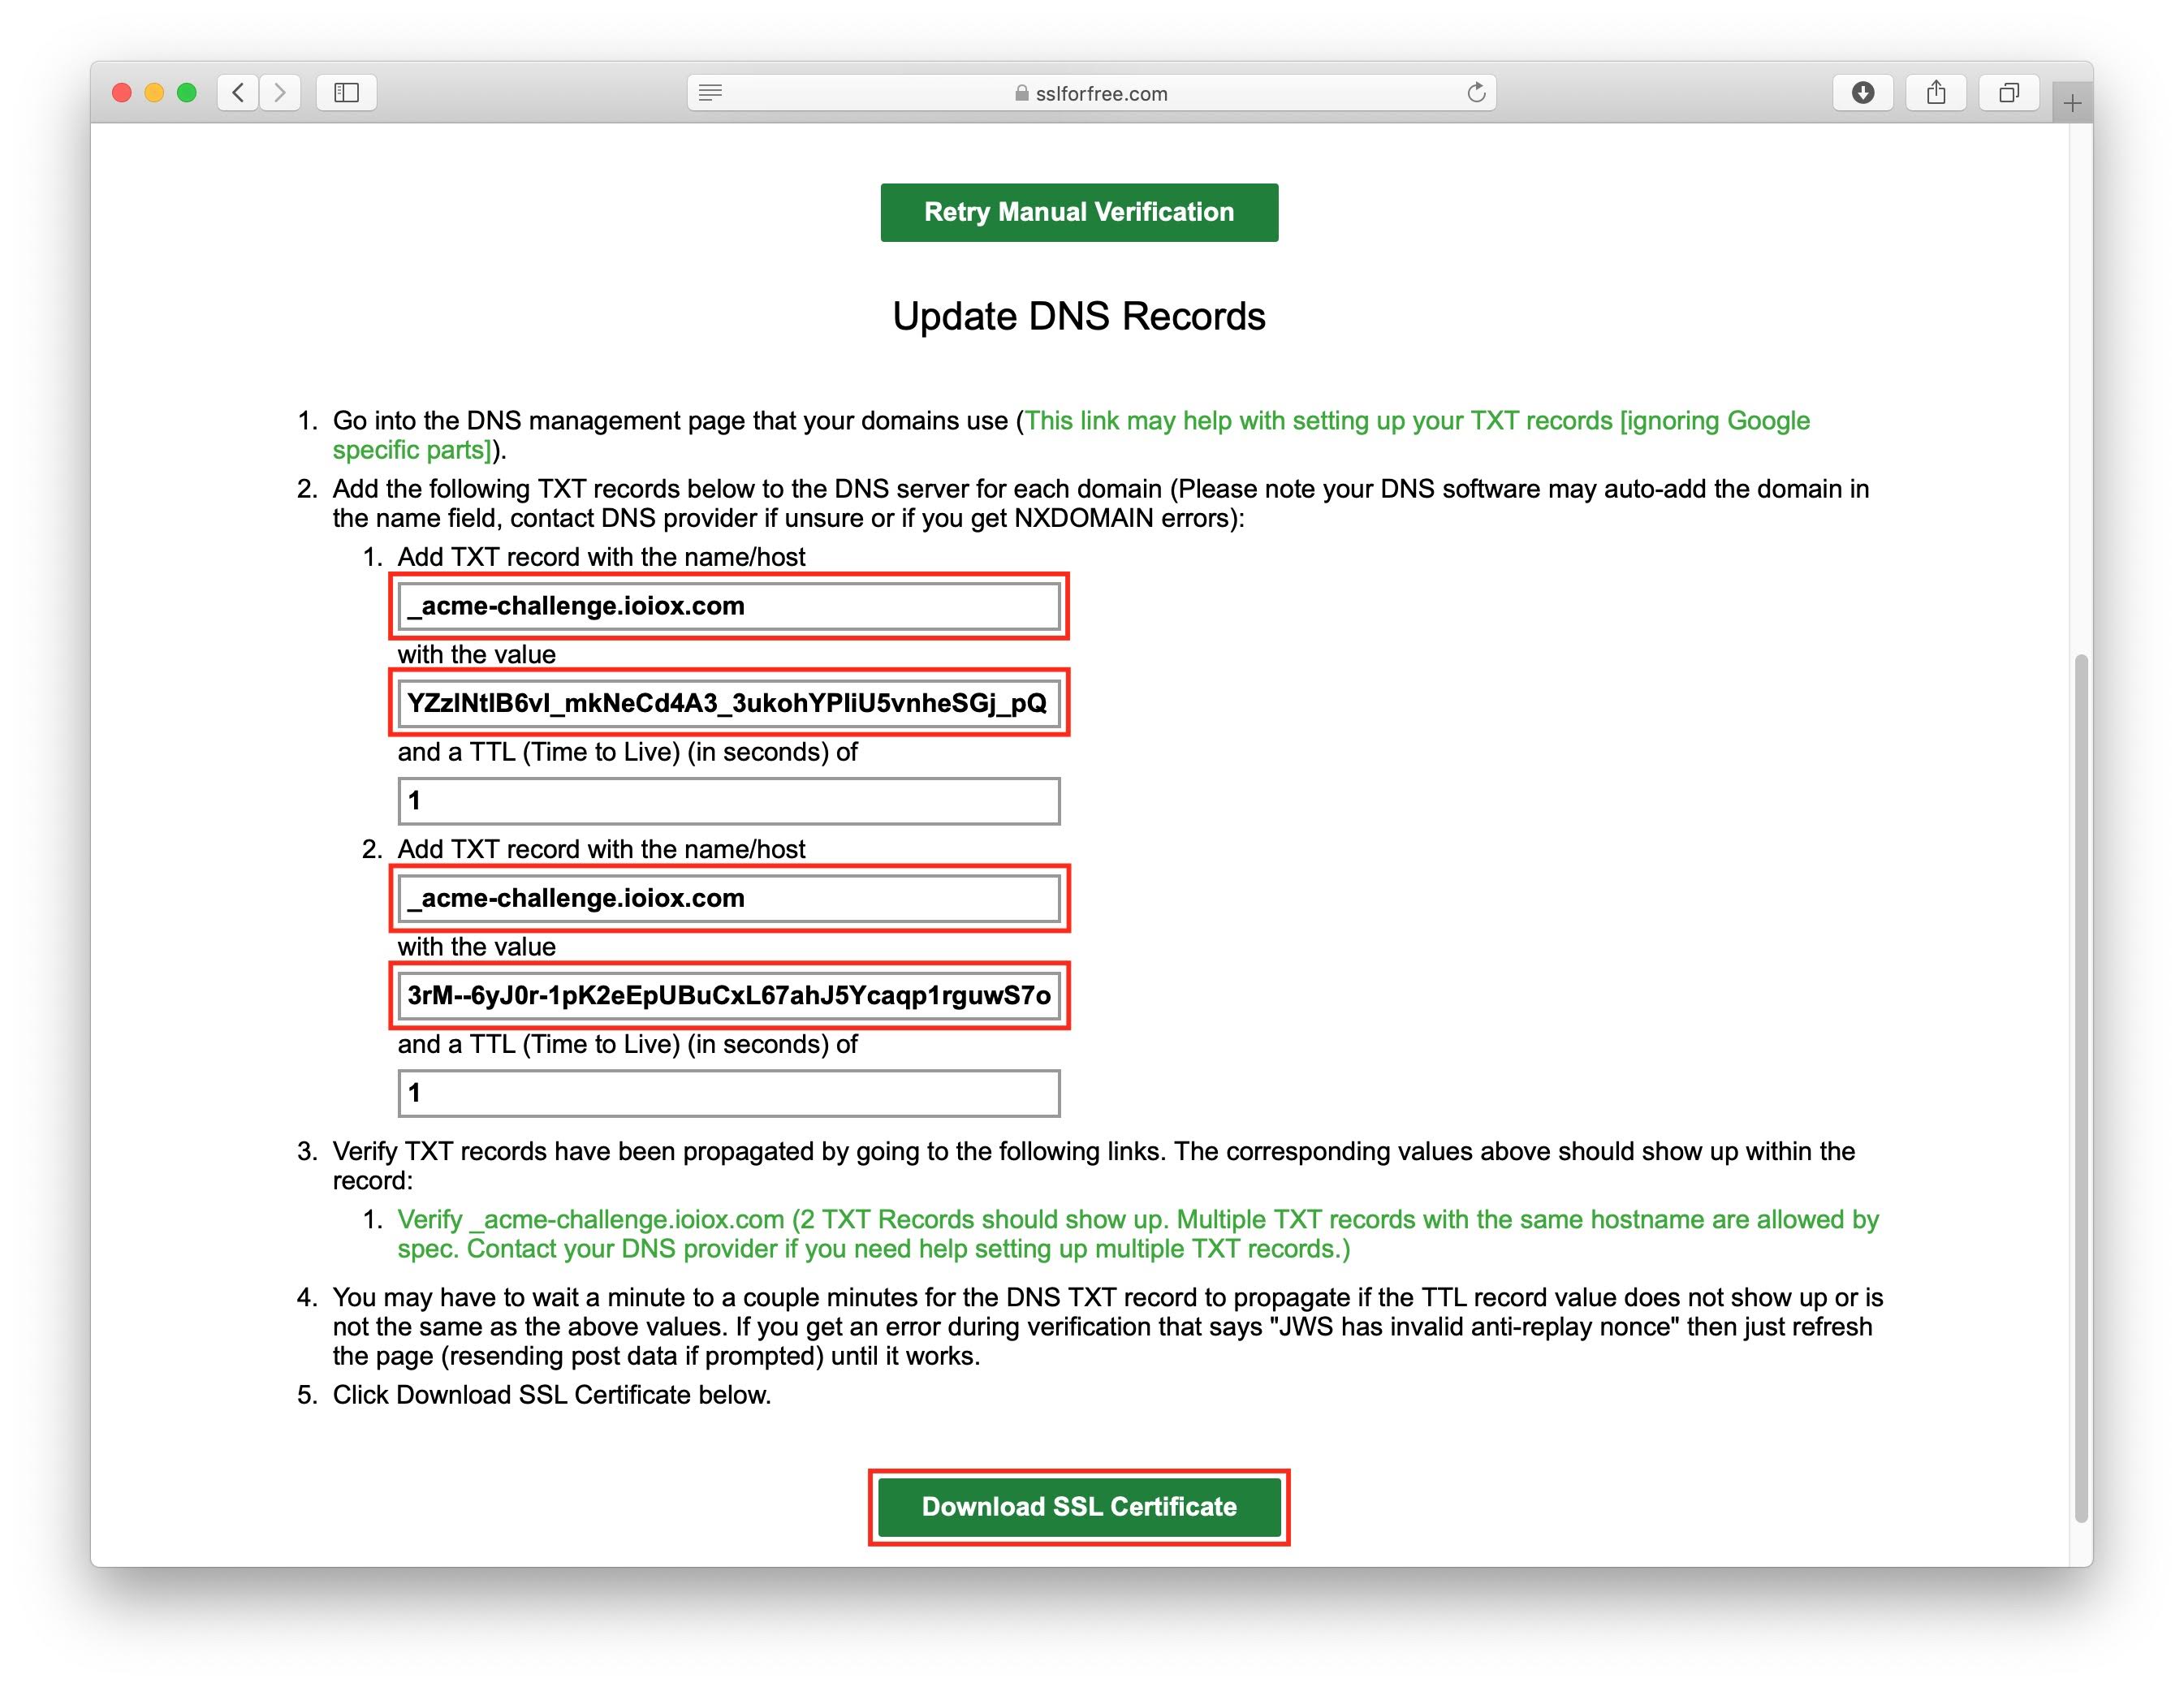 sslforfree.com
Retry Manual Verification
Update DNS Records
1. Go into the DNS management page that your domains use (This link may help with setting up your TXT records [ignoring Google
specific parts]).
2. Add the following TXT records below to the DNS server for each domain (Please note your DNS software may auto-add the domain in
the name field, contact DNS provider if unsure or if you get NXDOMAIN errors):
1. Add TXT record with the name/host
_acme-challenge.ioiox.com
with the value
YZzlNtlB6vl_mkNeCd4A3_3ukohYPliU5vnheSGj_pQ
and a TTL (Time to Live) (in seconds) of
1
2. Add TXT record with the name/host
_acme-challenge.ioiox.com
with the value
3rM--6yJ0r-1pK2eEpUBuCxL67ahJ5Ycaqp1rguwS7o
and a TTL (Time to Live) (in seconds) of
1
3. Verify TXT records have been propagated by going to the following links. The corresponding values above should show up within the
record:
1. Verify _acme-challenge.ioiox.com (2 TXT Records should show up. Multiple TXT records with the same hostname are allowed by
spec. Contact your DNS provider if you need help setting up multiple TXT records.)
4. You may have to wait a minute to a couple minutes for the DNS TXT record to propagate if the TTL record value does not show up or is
not the same as the above values. If you get an error during verification that says "JWS has invalid anti-replay nonce" then just refresh
the page (resending post data if prompted) until it works.
5. Click Download SSL Certificate below.
Download SSL Certificate